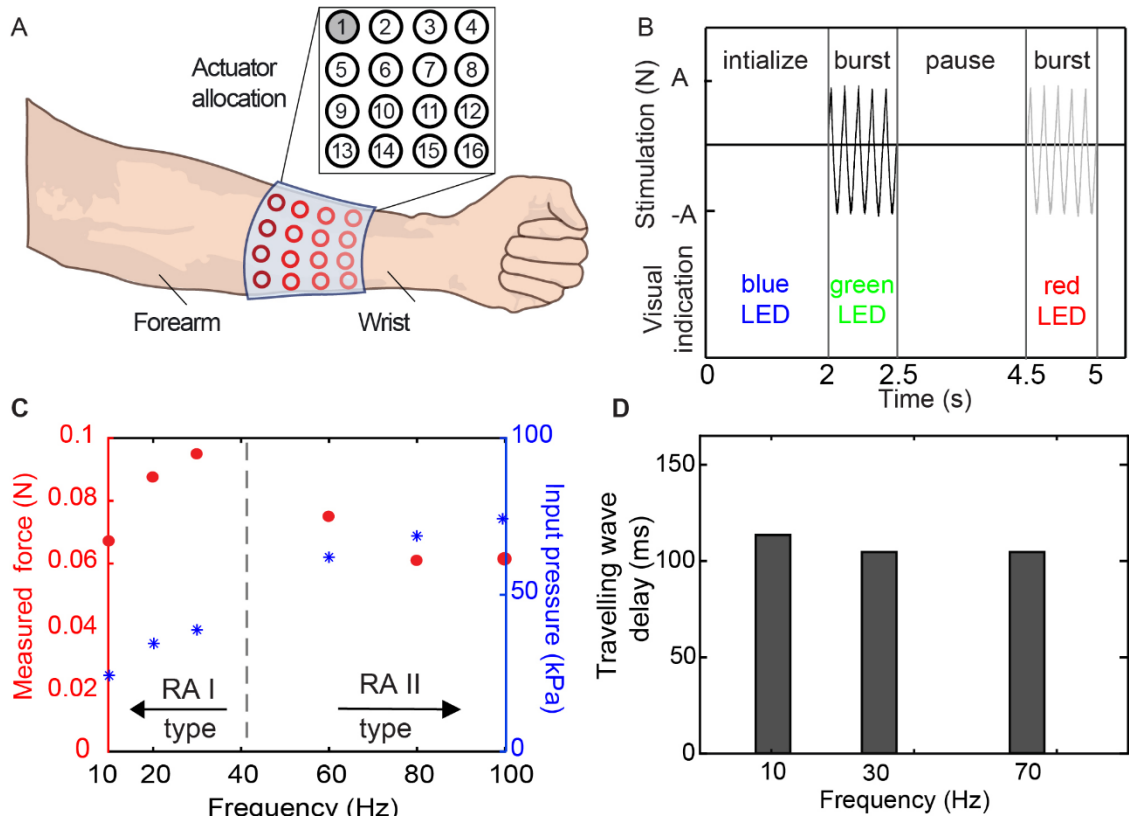 A
Actuator
allocation
1 2 3 4
5 6 7 8
9 10 11 12
13 14 15 16
Forearm
Wrist
B
Stimulation (N)
A
-A
intialize burst pause burst
Visual
indication
blue
LED
green
LED
red
LED
0 2 2.5 4.5 5
Time (s)
C
Measured force (N)
0.1
0.08
0.06
0.04
0.02
0
RA I
type
RA II
type
100
50
0
Input pressure (kPa)
10 20 30 40 60 80 100
Frequency (Hz)
D
Travelling wave
delay (ms)
150
100
50
0
10 30 70
Frequency (Hz)